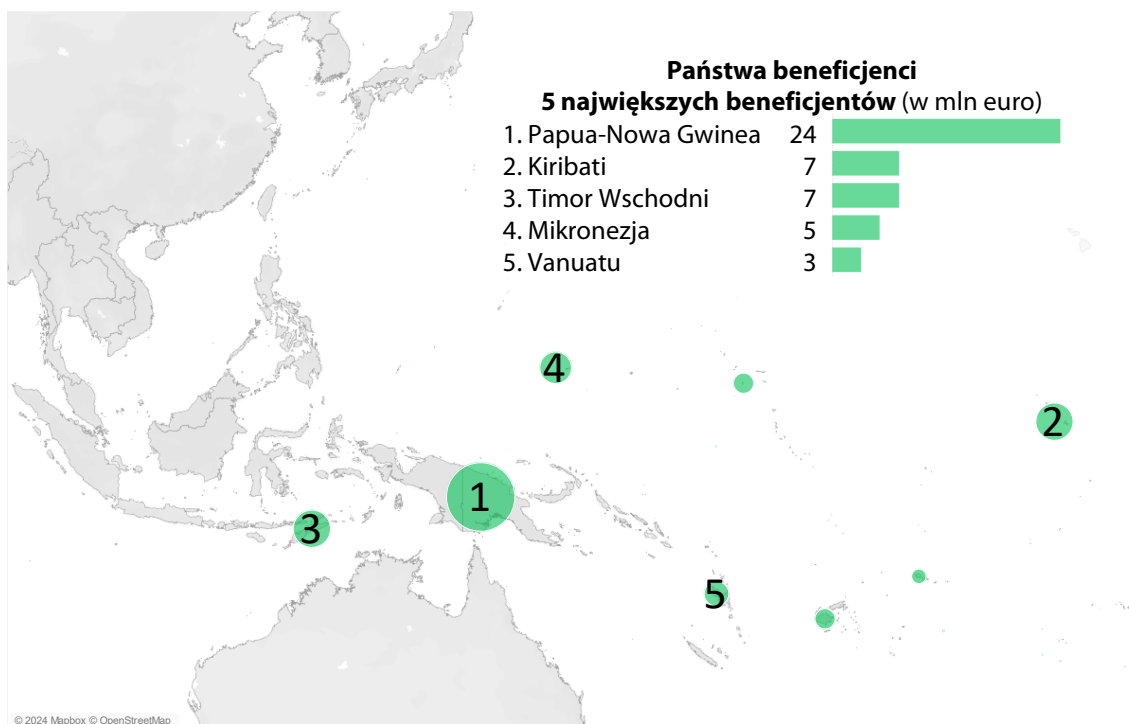 Państwa beneficjenci
5 największych beneficjentów (w mln euro)
1. Papua-Nowa Gwinea 24
2. Kiribati 7
3. Timor Wschodni 7
4. Mikronezja 5
5. Vanuatu 3
4
2
1
3
5
© 2024 Mapbox © OpenStreetMap